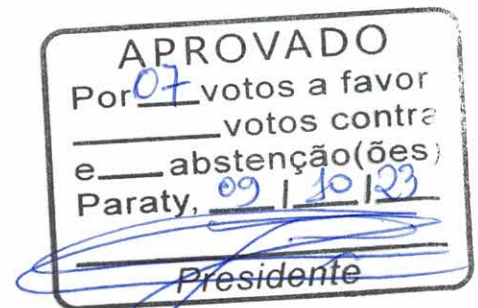 APROVADO
Por 07 votos a favor
votos contra
e abstenção(ões)
Paraty, 09 / 10 / 23
Presidente